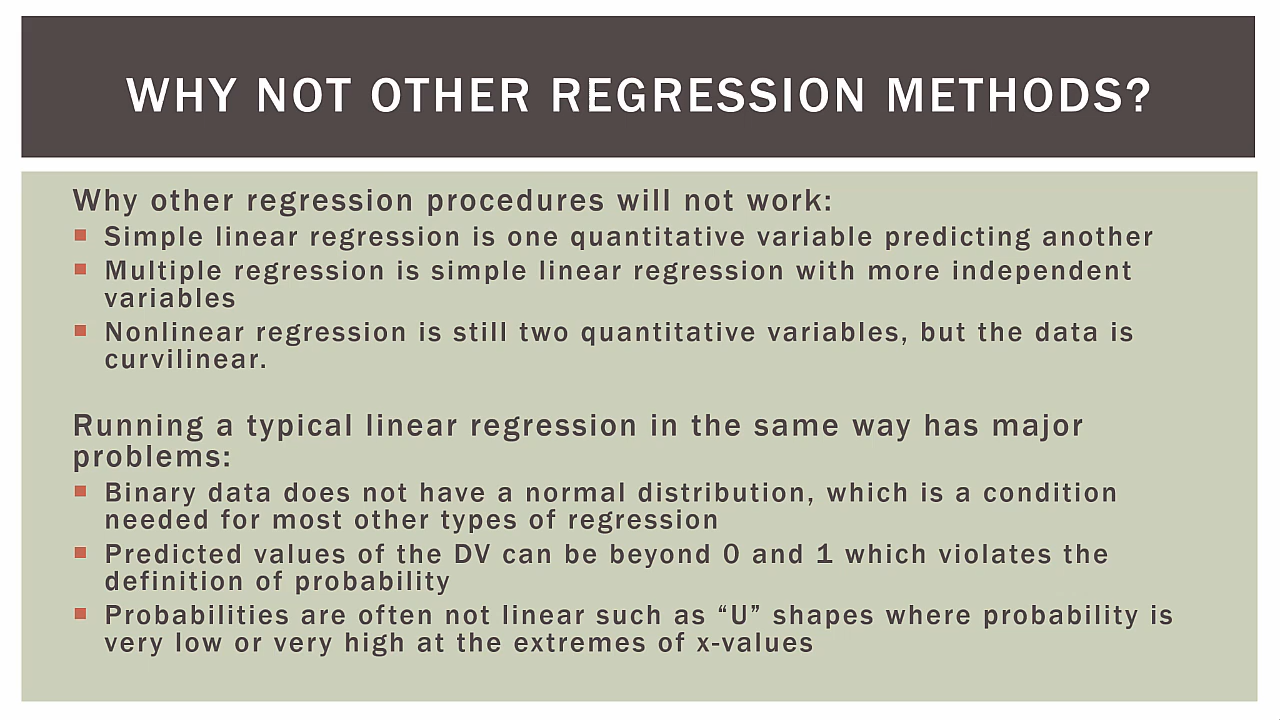 WHY NOT OTHER REGRESSION METHODS?
Why other regression procedures will not work:
Simple linear regression is one quantitative variable predicting another
Multiple regression is simple linear regression with more independent
variables
Nonlinear regression is still two quantitative variables, but the data is
curvilinear.
Running a typical linear regression in the same way has major
problems:
Binary data does not have a normal distribution, which is a condition
needed for most other types of regression
Predicted values of the DV can be beyond 0 and 1 which violates the
definition of probability
Probabilities are often not linear such as “U” shapes where probability is
very low or very high at the extremes of x-values